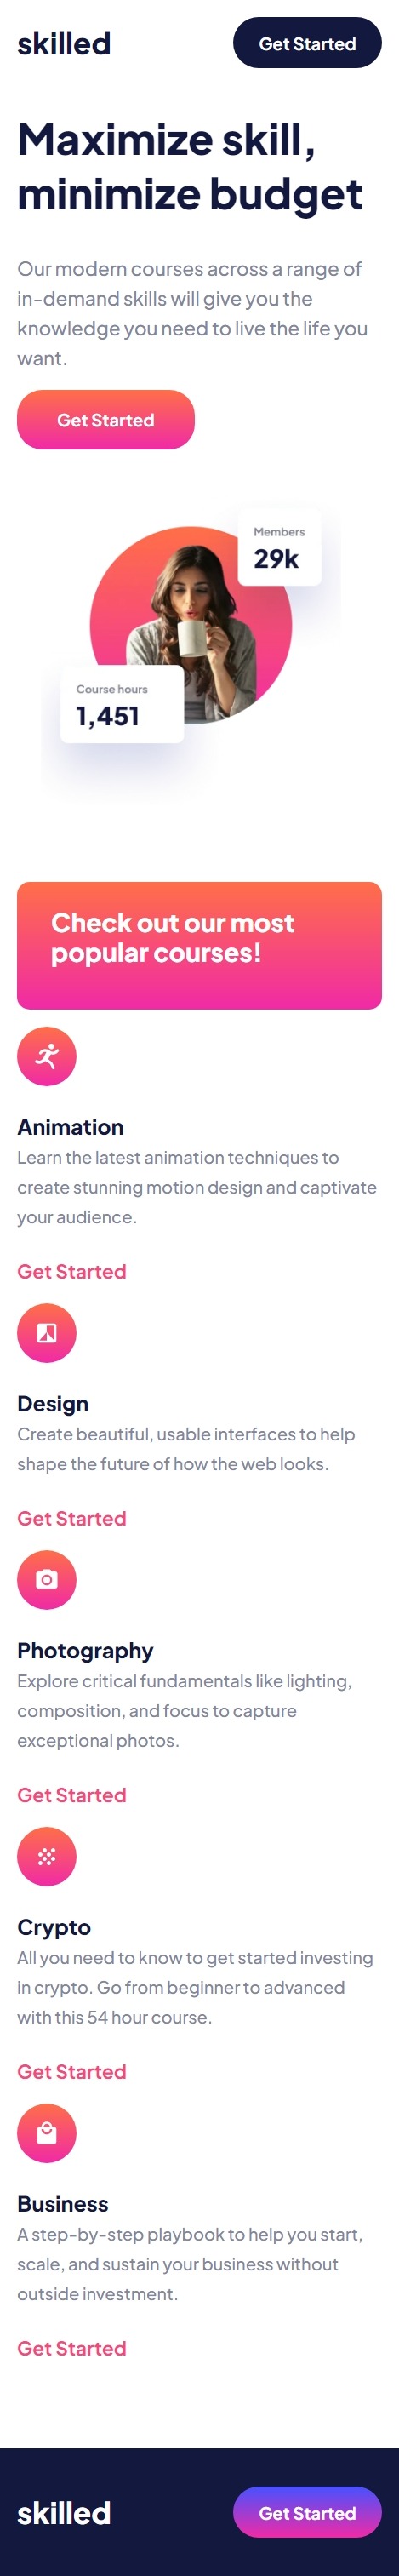 skilled
Get Started
Maximize skill,
minimize budget
Our modern courses across a range of
in-demand skills will give you the
knowledge you need to live the life you
want.
Get Started
Members
29k
Course hours
1,451
Check out our most
popular courses!
Animation
Learn the latest animation techniques to
create stunning motion design and captivate
your audience.
Get Started
Design
Create beautiful, usable interfaces to help
shape the future of how the web looks.
Get Started
Photography
Explore critical fundamentals like lighting,
composition, and focus to capture
exceptional photos.
Get Started
Crypto
All you need to know to get started investing
in crypto. Go from beginner to advanced
with this 54 hour course.
Get Started
Business
A step-by-step playbook to help you start,
scale, and sustain your business without
outside investment.
Get Started
skilled
Get Started